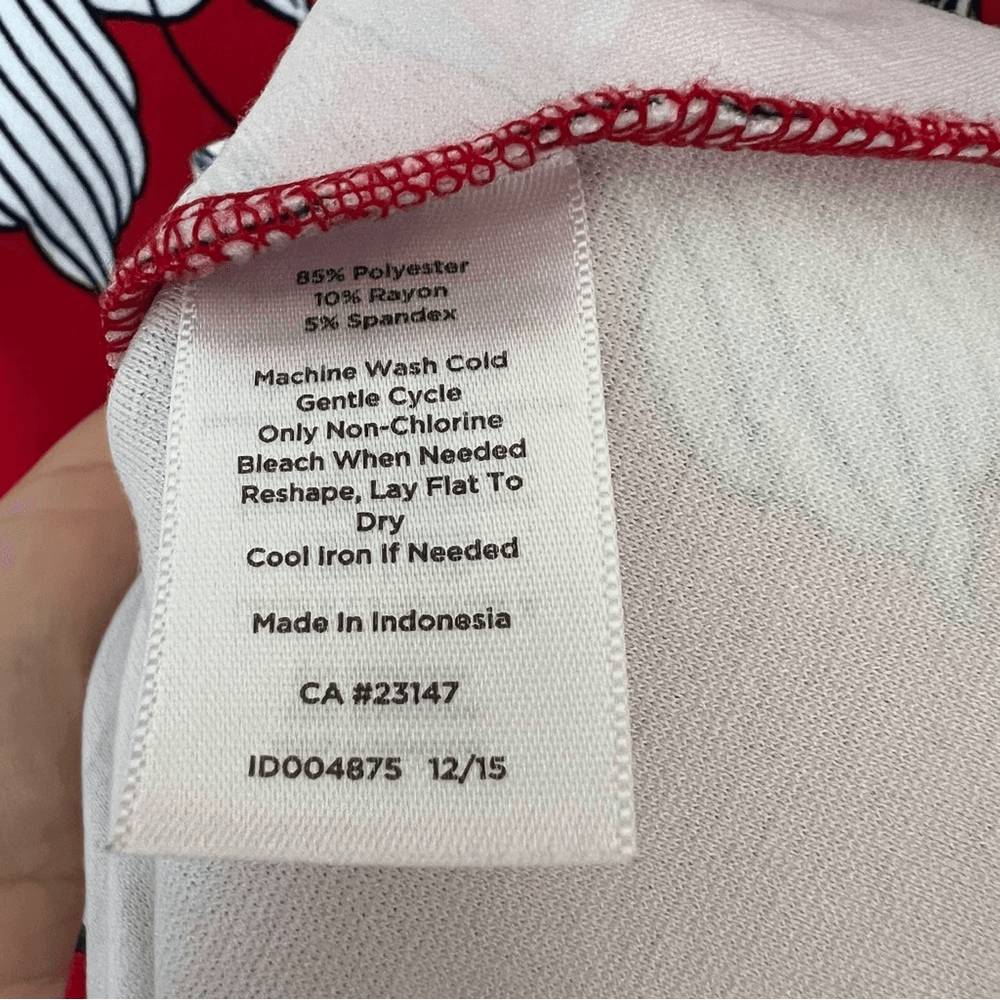 85% Polyester
10% Rayon
5% Spandex
Machine Wash Cold
Gentle Cycle
Only Non-Chlorine
Bleach When Needed
Reshape, Lay Flat To
Dry
Cool Iron If Needed
Made In Indonesia
CA #23147
ID004875 12/15